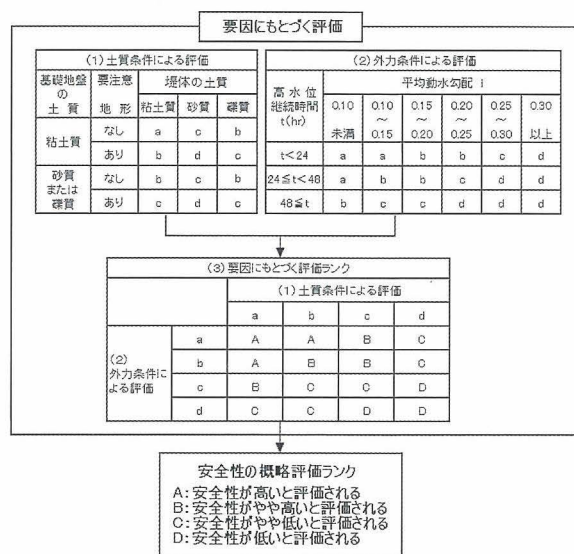 要因にもとづく評価
(1)土質条件による評価
基礎地盤の土質 要注意地形 堤体の土質
粘土質 砂質 礫質
粘土質 なし a c b
あり b d c
砂質または礫質 なし b c b
あり c d c
(2)外力条件による評価
高水位継続時間t(hr) 平均動水勾配 i
0.10未満 0.10～0.15 0.15～0.20 0.20～0.25 0.25～0.30 0.30以上
t<24 a a b b c d
24≦t<48 a b b c d d
48≦t b c c d d d
(3)要因にもとづく評価ランク
(1)土質条件による評価
a b c d
(2)外力条件による評価
a A A B C
b A B B C
c B C C D
d C C D D
安全性の概略評価ランク
A:安全性が高いと評価される
B:安全性がやや高いと評価される
C:安全性がやや低いと評価される
D:安全性が低いと評価される